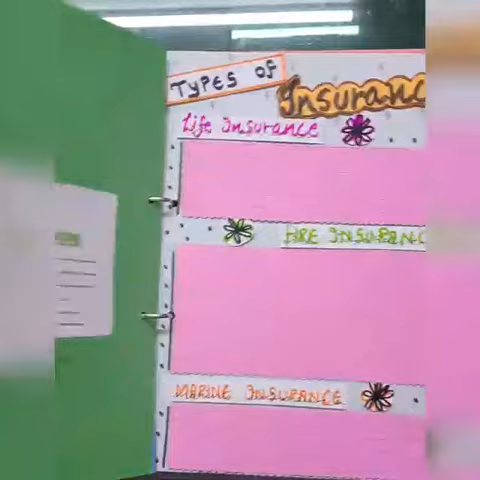 TYPES OF
Insuranc
Life Insurance
FIRE INSURANC
MARINE INSURANCE